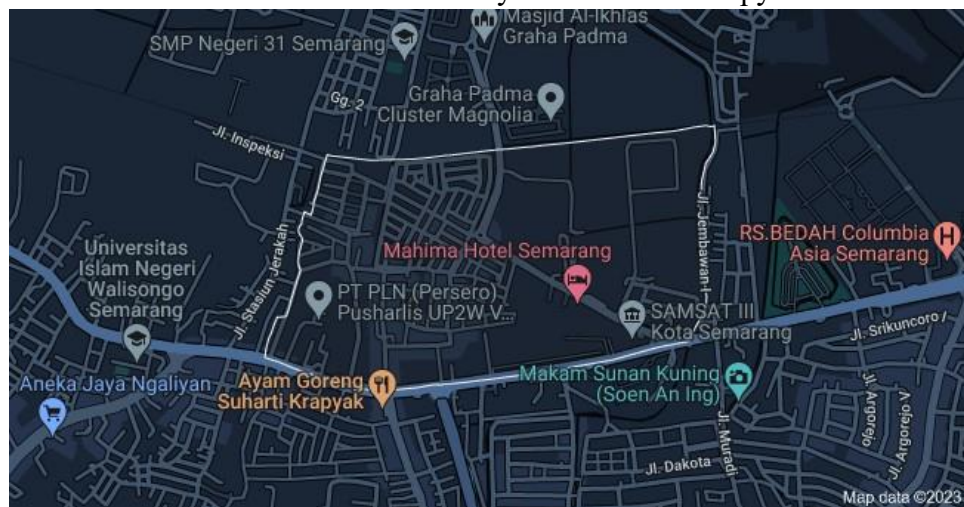 Masjid Al-Ikhlas
Graha Padma
SMP Negeri 31 Semarang
Gg. 2
Graha Padma
Cluster Magnolia
Jl. Inspeksi
Jl. Stasiun Jerakah
Jl. Jembawan I
RS.BEDAH Columbia
Asia Semarang
Universitas
Islam Negeri
Walisongo
Semarang
Mahima Hotel Semarang
PT PLN (Persero)
Pusharlis UP2W V...
SAMSAT III
Kota Semarang
Jl. Srikuncoro
Aneka Jaya Ngaliyan
Ayam Goreng
Suharti Krapyak
Makam Sunan Kuning
(Soen An Ing)
Jl. Muradi
Jl. Dakota
Jl. Argorejo
Jl. Argorejo
Map data ©2023